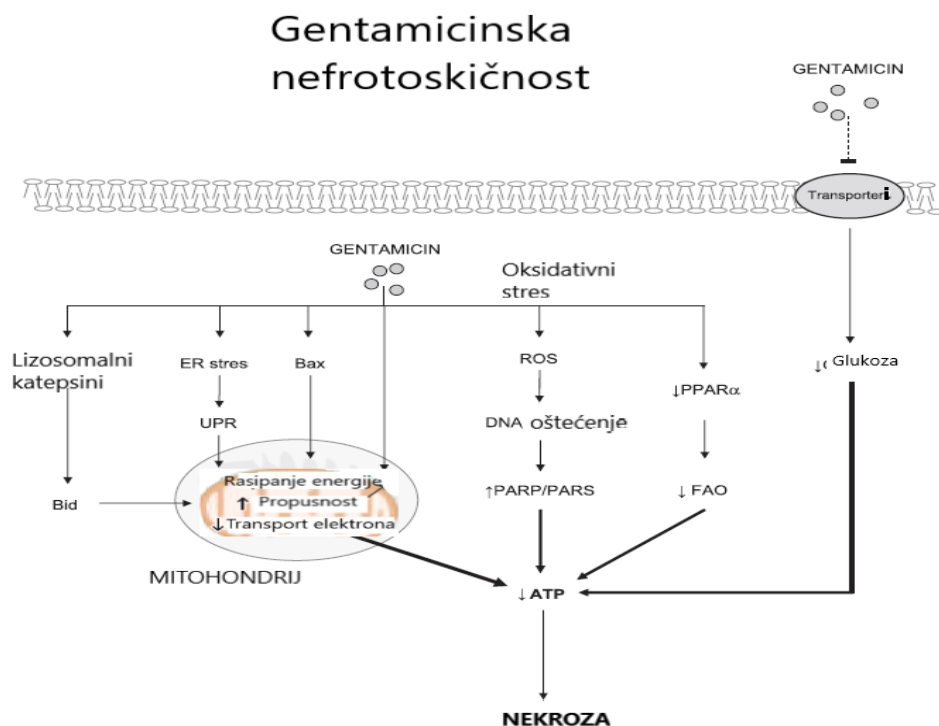 Gentamicinska
nefrotoskičnost
GENTAMICIN
Transporteri
GENTAMICIN
Oksidativni
stres
Lizosomalni
katepsini
ER stres
Bax
ROS
↓ Glukoza
↓PPARα
UPR
DNA oštećenje
Rasipanje energije
↑ Propusnost
↓Transport elektrona
Bid
↑PARP/PARS
↓ FAO
MITOHONDRIJ
↓ATP
NEKROZA